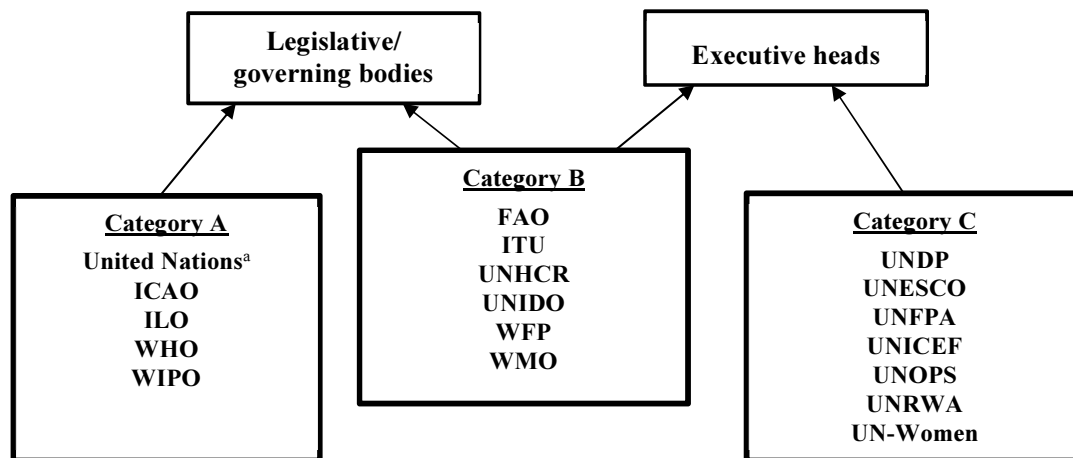 Legislative/
governing bodies
Executive heads
Category A
United Nationsᵃ
ICAO
ILO
WHO
WIPO
Category B
FAO
ITU
UNHCR
UNIDO
WFP
WMO
Category C
UNDP
UNESCO
UNFPA
UNICEF
UNOPS
UNRWA
UN-Women